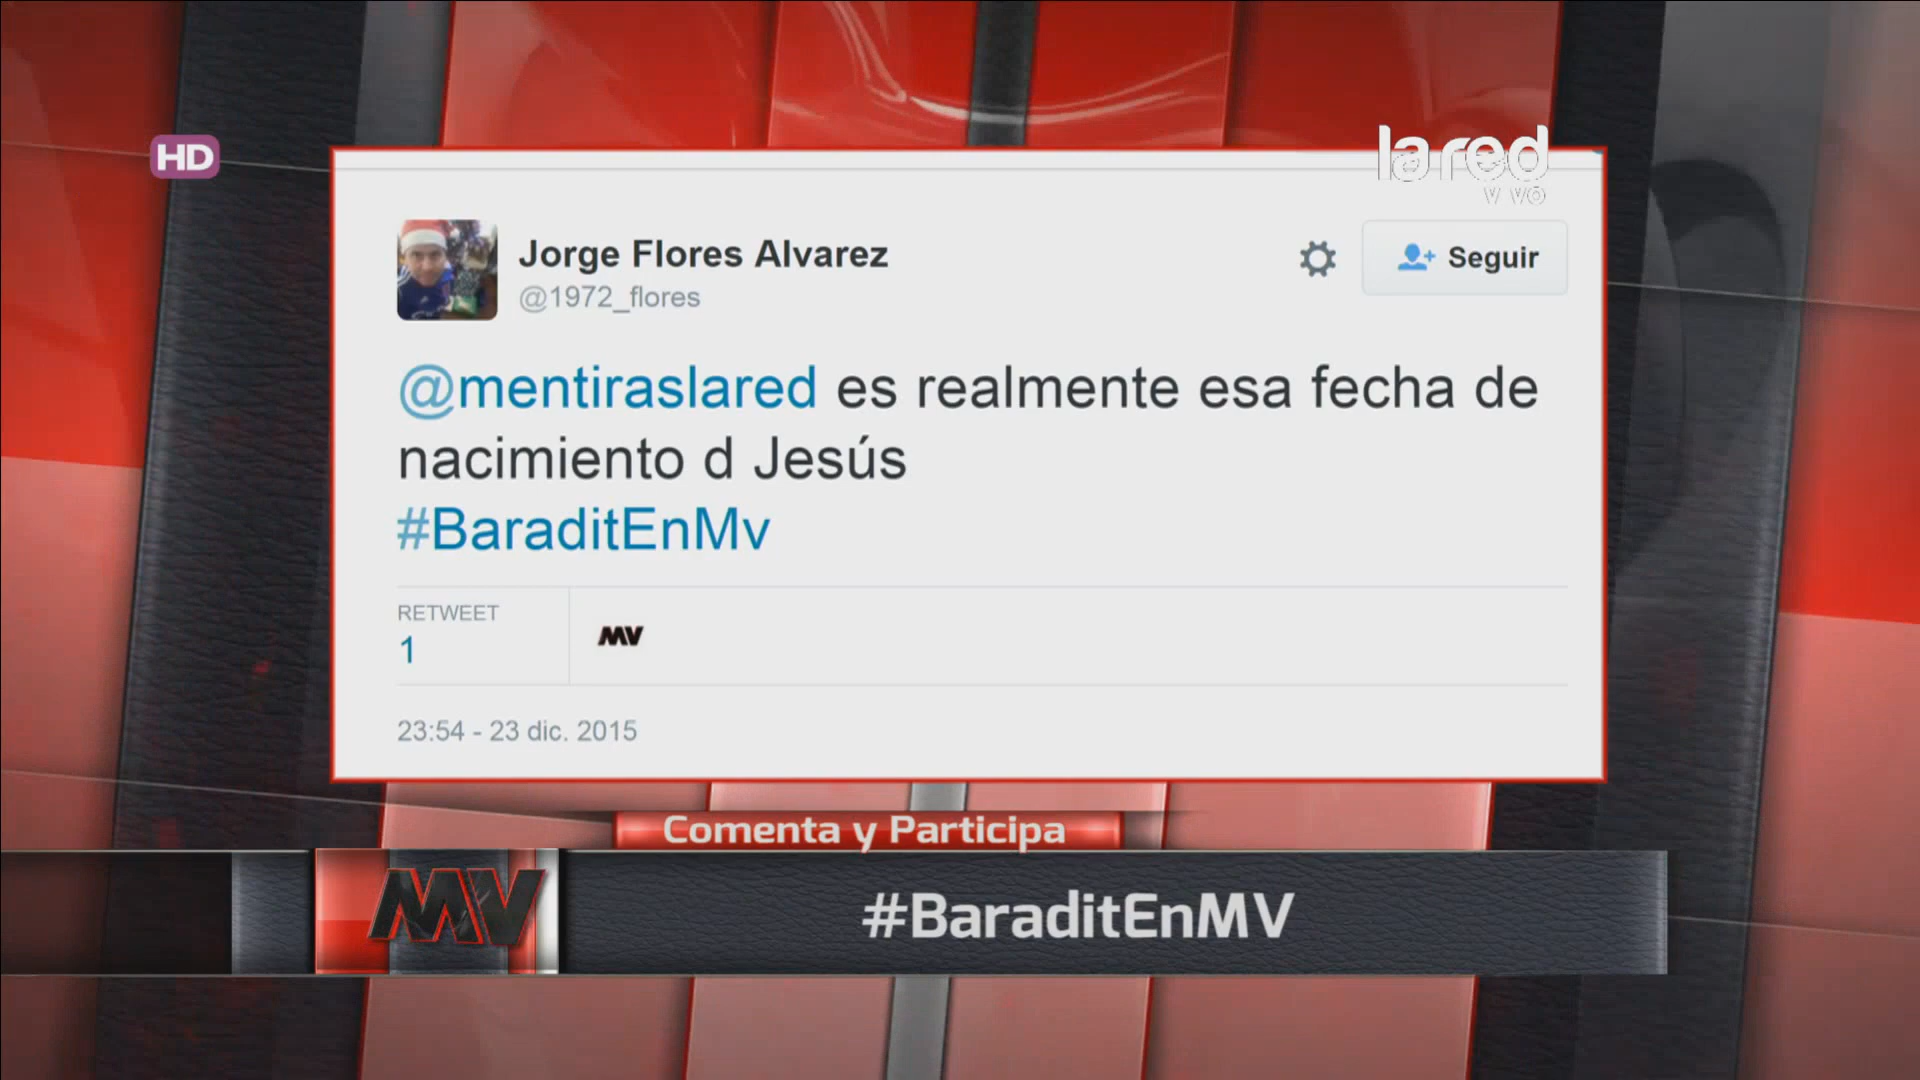 HD
la red
vivo
Jorge Flores Alvarez
@1972_flores
Seguir
@mentiraslared es realmente esa fecha de
nacimiento d Jesús
#BaraditEnMv
RETWEET
1
MV
23:54 - 23 dic. 2015
Comenta y Participa
MV
#BaraditEnMV